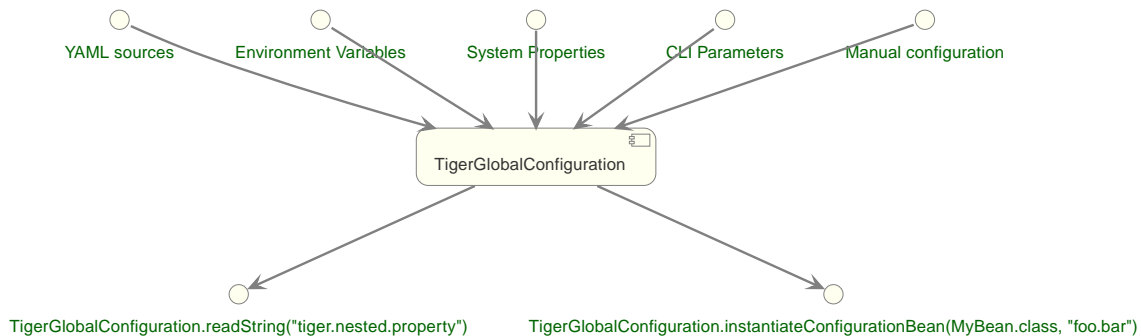 YAML sources
Environment Variables
System Properties
CLI Parameters
Manual configuration
TigerGlobalConfiguration
TigerGlobalConfiguration.readString("tiger.nested.property")
TigerGlobalConfiguration.instantiateConfigurationBean(MyBean.class, "foo.bar")